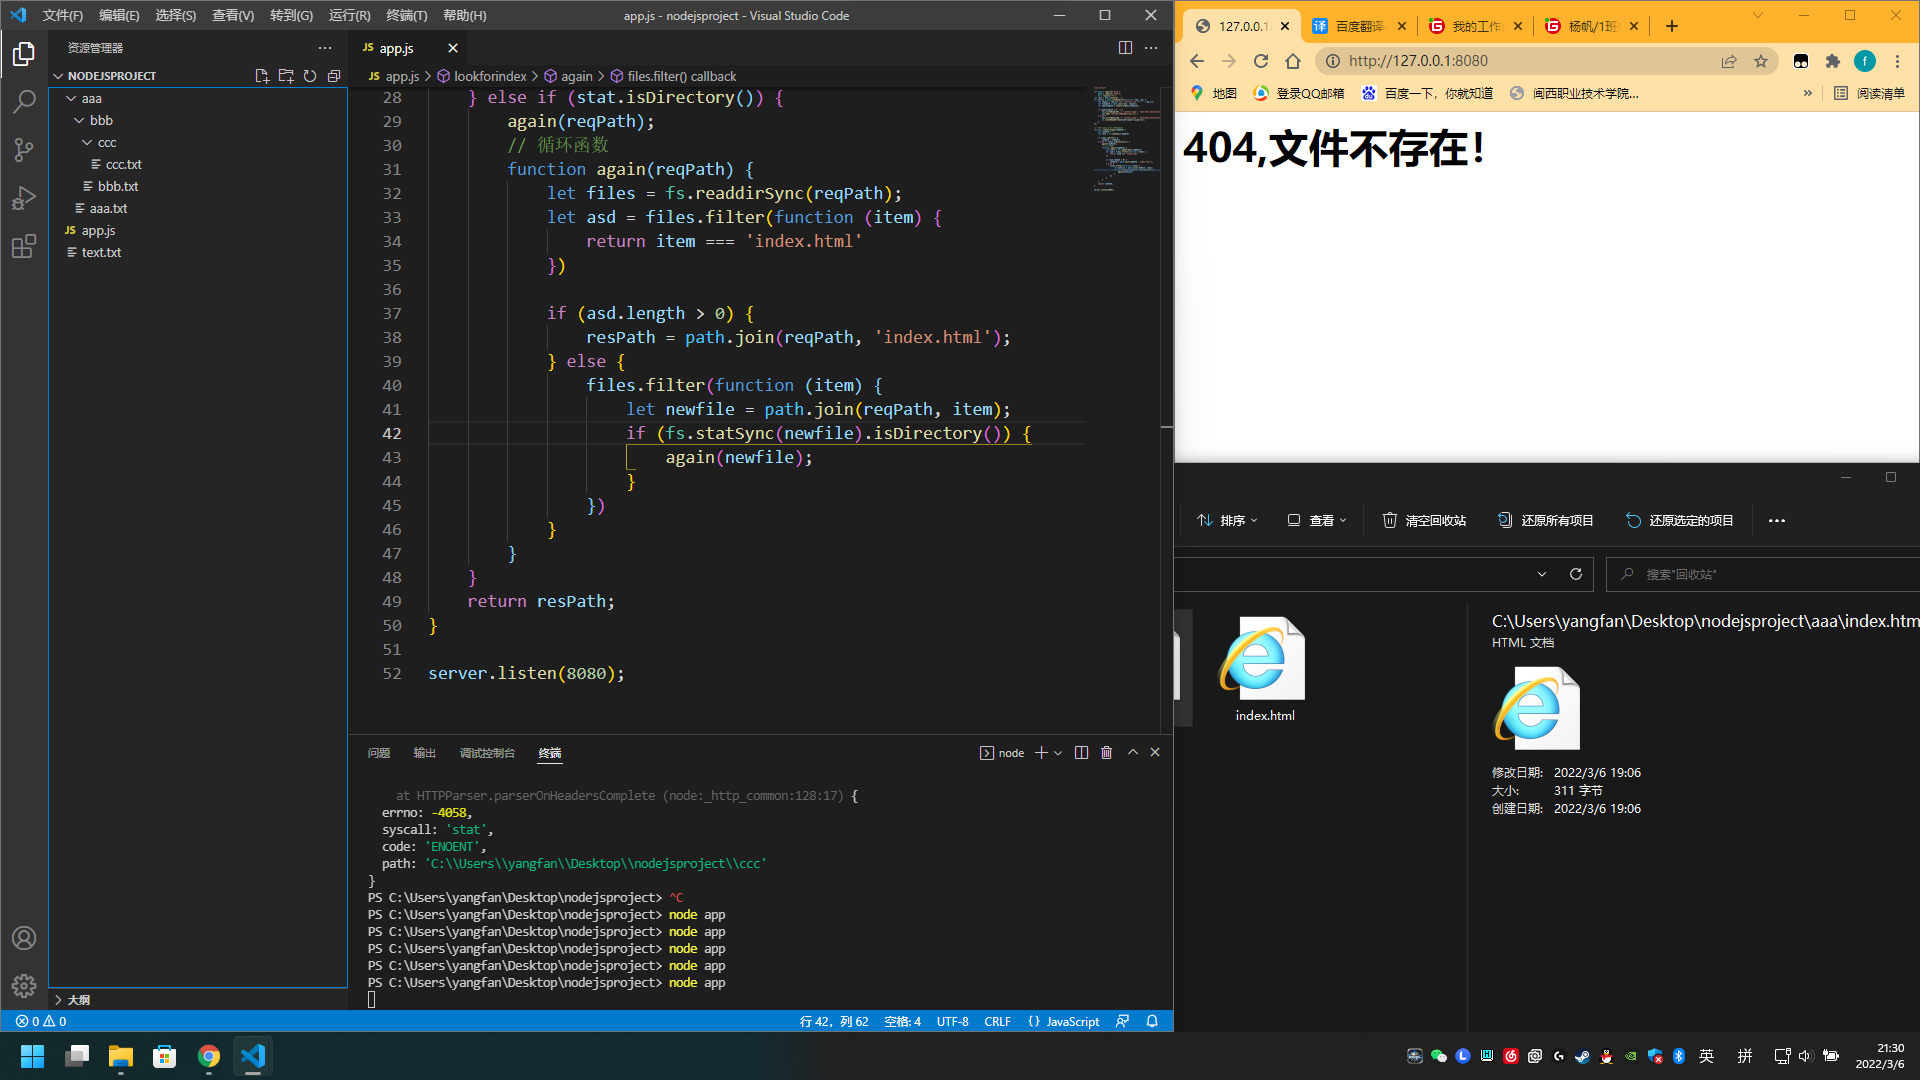 文件(F) 编辑(E) 选择(S) 查看(V) 转到(G) 运行(R) 终端(T) 帮助(H) app.js - nodejsproject - Visual Studio Code
资源管理器
NODEJSPROJECT
aaa
bbb
ccc
ccc.txt
bbb.txt
aaa.txt
JS app.js
text.txt
大纲
JS app.js
JS app.js > lookforindex > again > files.filter() callback
28 } else if (stat.isDirectory()) {
29 again(reqPath);
30 // 循环函数
31 function again(reqPath) {
32 let files = fs.readdirSync(reqPath);
33 let asd = files.filter(function (item) {
34 return item === 'index.html'
35 })
36
37 if (asd.length > 0) {
38 resPath = path.join(reqPath, 'index.html');
39 } else {
40 files.filter(function (item) {
41 let newfile = path.join(reqPath, item);
42 if (fs.statSync(newfile).isDirectory()) {
43 again(newfile);
44 }
45 })
46 }
47 }
48 }
49 return resPath;
50 }
51
52 server.listen(8080);
问题 输出 调试控制台 终端 node
at HTTPParser.parserOnHeadersComplete (node:_http_common:128:17) {
errno: -4058,
syscall: 'stat',
code: 'ENOENT',
path: 'C:\\Users\\yangfan\\Desktop\\nodejsproject\\ccc'
}
PS C:\Users\yangfan\Desktop\nodejsproject> ^C
PS C:\Users\yangfan\Desktop\nodejsproject> node app
PS C:\Users\yangfan\Desktop\nodejsproject> node app
PS C:\Users\yangfan\Desktop\nodejsproject> node app
PS C:\Users\yangfan\Desktop\nodejsproject> node app
PS C:\Users\yangfan\Desktop\nodejsproject> node app
0 0 行 42，列 62 空格: 4 UTF-8 CRLF {} JavaScript
127.0.0.1: 百度翻译 我的工作 杨帆/1班
http://127.0.0.1:8080 f
地图 登录QQ邮箱 百度一下，你就知道 闽西职业技术学院... » 阅读清单
404,文件不存在！
排序 查看 清空回收站 还原所有项目 还原选定的项目
搜索"回收站"
index.html
C:\Users\yangfan\Desktop\nodejsproject\aaa\index.htm
HTML 文档
修改日期: 2022/3/6 19:06
大小: 311 字节
创建日期: 2022/3/6 19:06
英 拼 21:30
2022/3/6